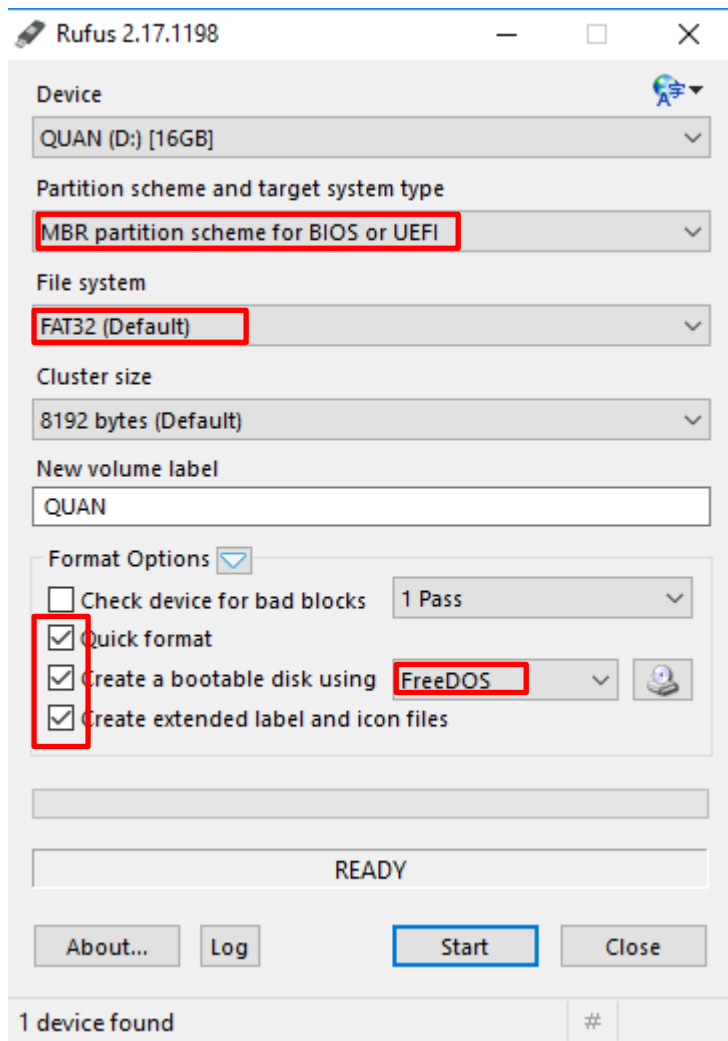 Rufus 2.17.1198
Device
QUAN (D:) [16GB]
Partition scheme and target system type
MBR partition scheme for BIOS or UEFI
File system
FAT32 (Default)
Cluster size
8192 bytes (Default)
New volume label
QUAN
Format Options
Check device for bad blocks 1 Pass
Quick format
Create a bootable disk using FreeDOS
Create extended label and icon files
READY
About... Log Start Close
1 device found #